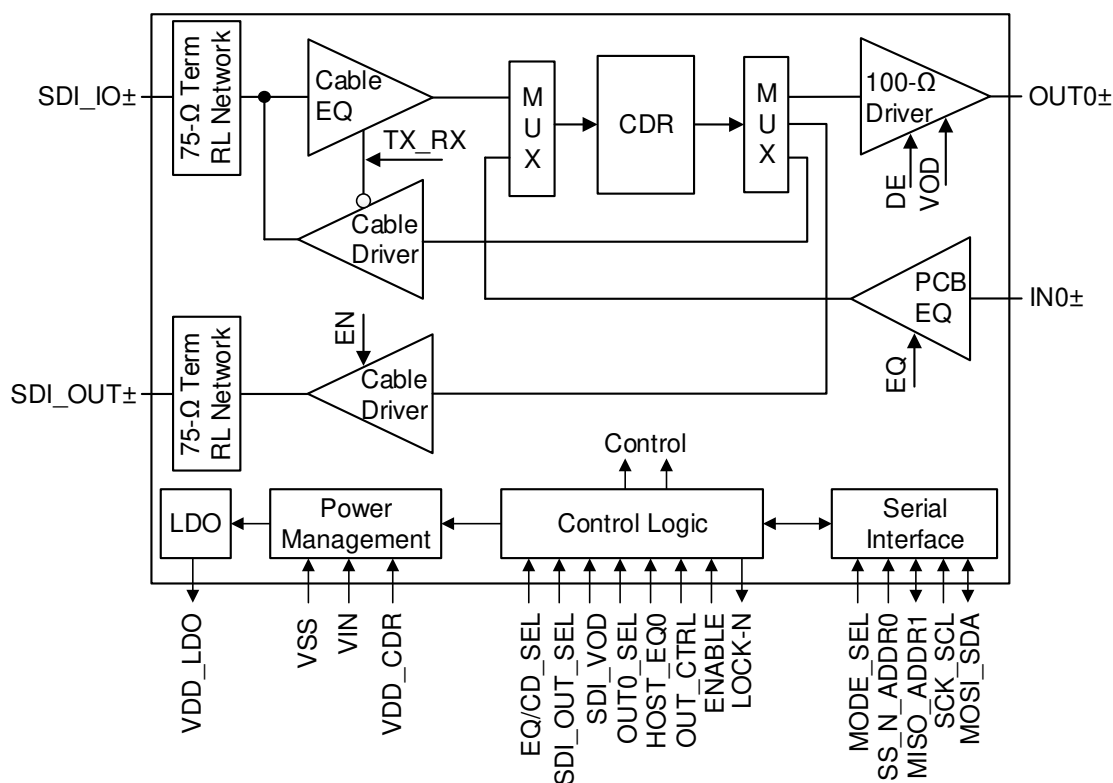 SDI_IO±
75-Ω Term
RL Network
Cable
EQ
TX_RX
Cable
Driver
M
U
X
CDR
M
U
X
100-Ω
Driver
DE
VOD
OUT0±
PCB
EQ
EQ
IN0±
SDI_OUT±
75-Ω Term
RL Network
EN
Cable
Driver
Control
LDO
Power
Management
Control Logic
Serial
Interface
VDD_LDO
VSS
VIN
VDD_CDR
EQ/CD_SEL
SDI_OUT_SEL
SDI_VOD
OUT0_SEL
HOST_EQ0
OUT_CTRL
ENABLE
LOCK-N
MODE_SEL
SS_N_ADDR0
MISO_ADDR1
SCK_SCL
MOSI_SDA